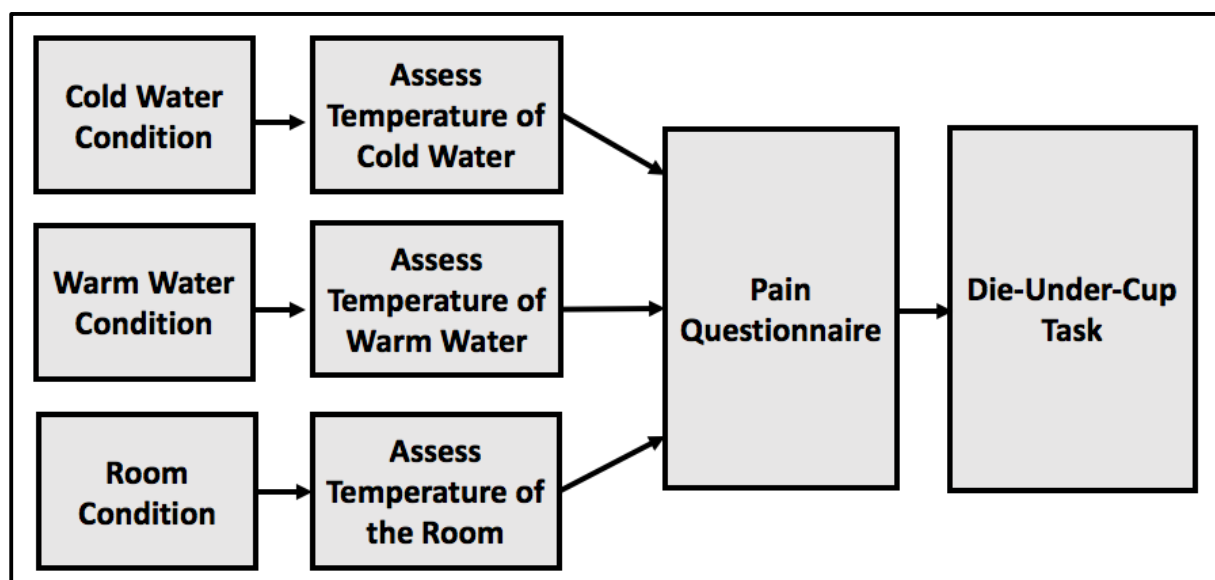 Cold Water
Condition
Assess
Temperature of
Cold Water
Warm Water
Condition
Assess
Temperature of
Warm Water
Room
Condition
Assess
Temperature of
the Room
Pain
Questionnaire
Die-Under-Cup
Task